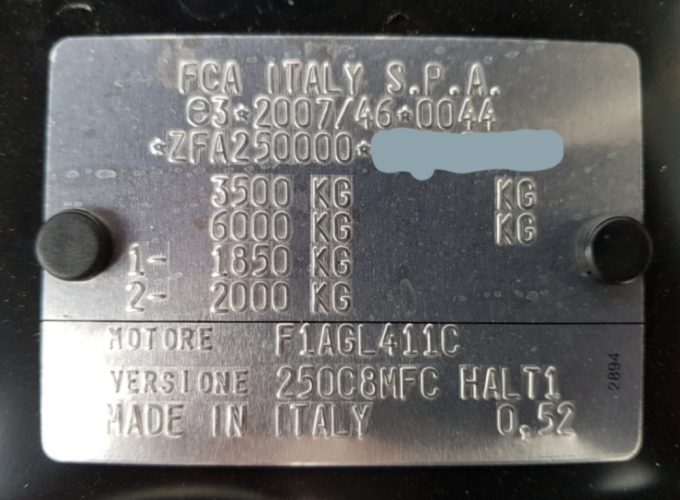 FCA ITALY S.P.A.
e3*2007/46*0044
*ZFA250000*
3500 KG KG
6000 KG KG
1- 1850 KG
2- 2000 KG
MOTORE F1AGL411C
VERSIONE 250C8MFC HALT1
MADE IN ITALY 0,52
2894